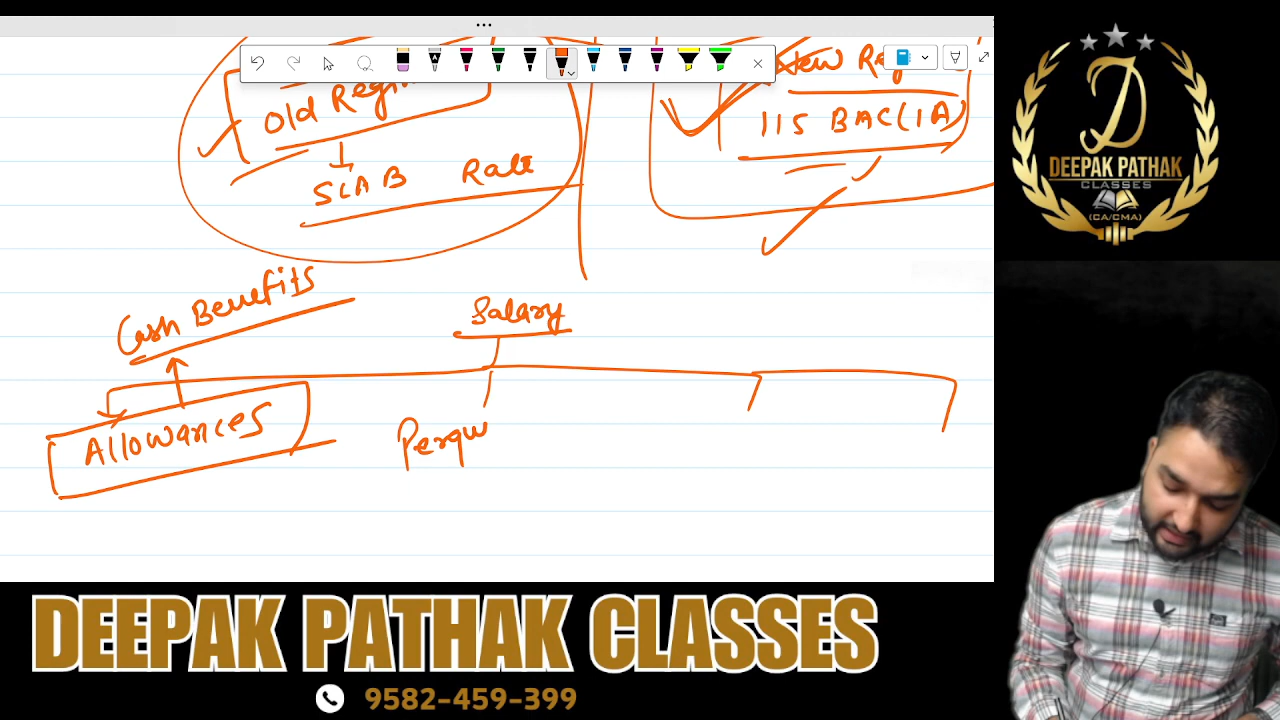 Old Regi
SLAB Rate
New Reg
115 BAC(1A)
Cash Benefits
Salary
Allowances
Perqu
D
DEEPAK PATHAK
CLASSES
(CA/CMA)
DEEPAK PATHAK CLASSES
9582-459-399